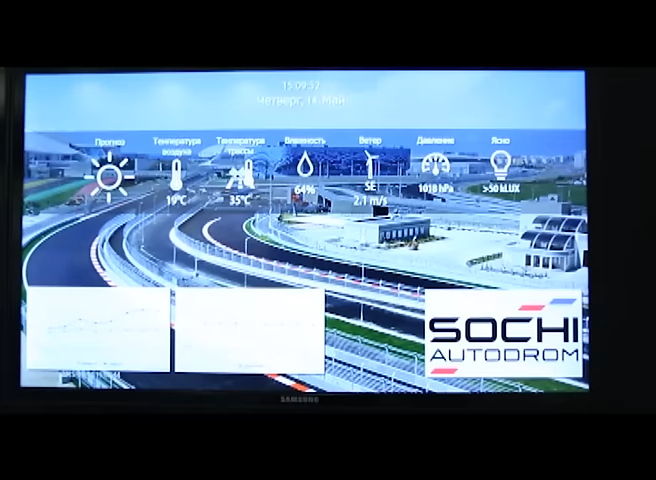 15:09:52
Четверг, 16 Май
Прогноз
Температура
воздуха
19°C
Температура
трассы
35°C
Влажность
64%
Ветер
SE
2.1 m/s
Давление
1018 hPa
Ясно
>50 kLUX
SOCHI
AUTODROM
SAMSUNG